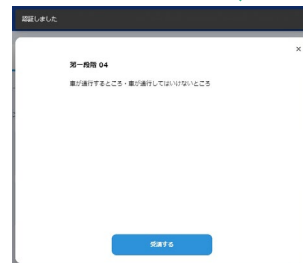 認証しました
×
第一段階 04
車が通行するところ・車が通行してはいけないところ
受講する